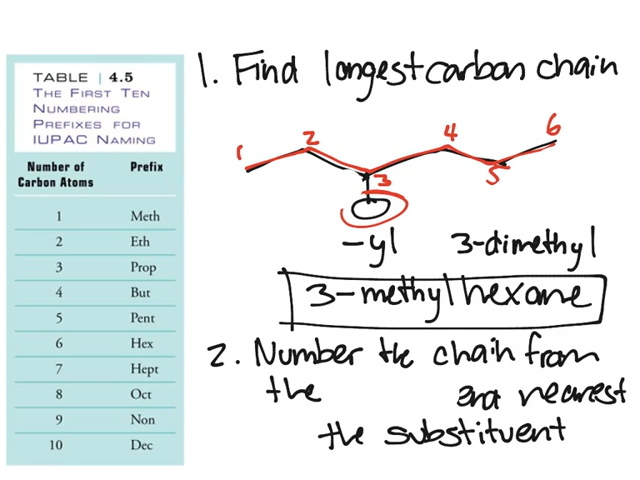 TABLE | 4.5
THE FIRST TEN
NUMBERING
PREFIXES FOR
IUPAC NAMING
Number of Carbon Atoms Prefix
1 Meth
2 Eth
3 Prop
4 But
5 Pent
6 Hex
7 Hept
8 Oct
9 Non
10 Dec
1. Find longest carbon chain
1 2 3 4 5 6
-yl 3-dimethyl
3-methylhexane
2. Number the chain from
the end nearest
the substituent